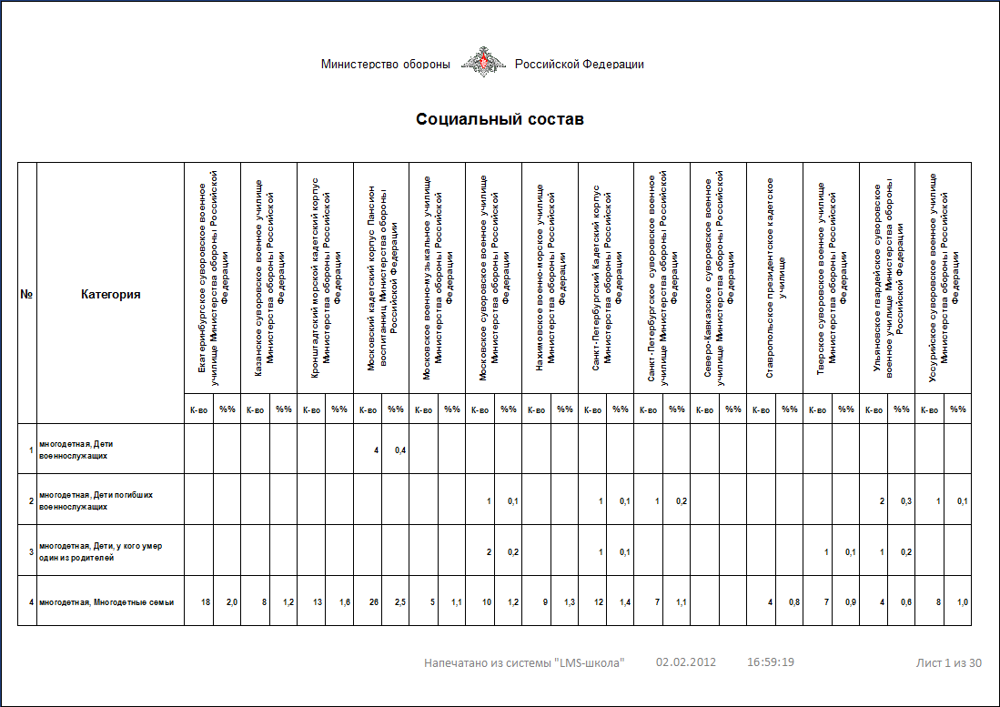 Министерство обороны Российской Федерации
Социальный состав
№
Категория
Екатеринбургское суворовское военное
училище Министерства обороны Российской
Федерации
Казанское суворовское военное училище
Министерства обороны Российской
Федерации
Кронштадтский морской кадетский корпус
Министерства обороны Российской
Федерации
Московский кадетский корпус Пансион
воспитанниц Министерства обороны
Российской Федерации
Московское военно-музыкальное училище
Министерства обороны Российской
Федерации
Московское суворовское военное училище
Министерства обороны Российской
Федерации
Нахимовское военно-морское училище
Министерства обороны Российской
Федерации
Санкт-Петербургский Кадетский корпус
Министерства обороны Российской
Федерации
Санкт-Петербургское суворовское военное
училище Министерства обороны Российской
Федерации
Северо-Кавказское суворовское военное
училище Министерства обороны Российской
Федерации
Ставропольское президентское кадетское
училище
Тверское суворовское военное училище
Министерства обороны Российской
Федерации
Ульяновское гвардейское суворовское
военное училище Министерства обороны
Российской Федерации
Уссурийское суворовское военное училище
Министерства обороны Российской
Федерации
К-во %% К-во %% К-во %% К-во %% К-во %% К-во %% К-во %% К-во %% К-во %% К-во %% К-во %% К-во %% К-во %% К-во %%
1 многодетная, Дети
военнослужащих
4 0,4
2 многодетная, Дети погибших
военнослужащих
1 0,1 1 0,1 1 0,2 2 0,3 1 0,1
3 многодетная, Дети, у кого умер
один из родителей
2 0,2 1 0,1 1 0,1 1 0,2
4 многодетная, Многодетные семьи 18 2,0 8 1,2 13 1,6 26 2,5 5 1,1 10 1,2 9 1,3 12 1,4 7 1,1 4 0,8 7 0,9 4 0,6 8 1,0
Напечатано из системы "LMS-школа" 02.02.2012 16:59:19 Лист 1 из 30